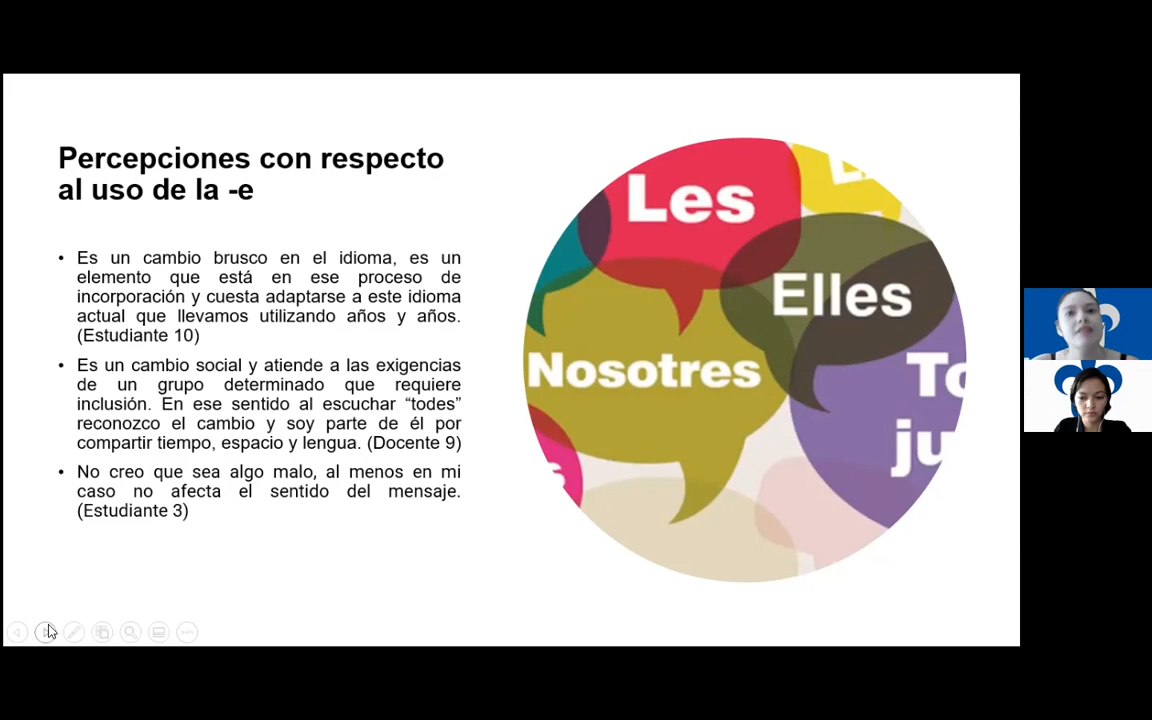 Percepciones con respecto
al uso de la -e
• Es un cambio brusco en el idioma, es un
elemento que está en ese proceso de
incorporación y cuesta adaptarse a este idioma
actual que llevamos utilizando años y años.
(Estudiante 10)
• Es un cambio social y atiende a las exigencias
de un grupo determinado que requiere
inclusión. En ese sentido al escuchar “todes”
reconozco el cambio y soy parte de él por
compartir tiempo, espacio y lengua. (Docente 9)
• No creo que sea algo malo, al menos en mi
caso no afecta el sentido del mensaje.
(Estudiante 3)
Les
Elles
Nosotres